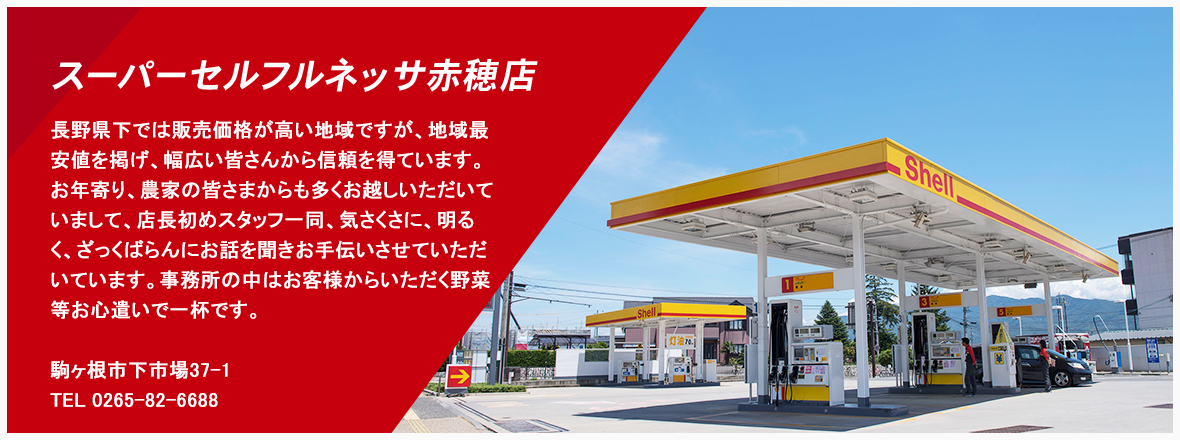 スーパーセルフルネッサ赤穂店
長野県下では販売価格が高い地域ですが、地域最
安値を掲げ、幅広い皆さんから信頼を得ています。
お年寄り、農家の皆さまからも多くお越しいただいて
いまして、店長初めスタッフ一同、気さくさに、明る
く、ざっくばらんにお話を聞きお手伝いさせていただ
いています。事務所の中はお客様からいただく野菜
等お心遣いで一杯です。
駒ヶ根市下市場37-1
TEL 0265-82-6688
Shell
Shell
1
3
5
灯油